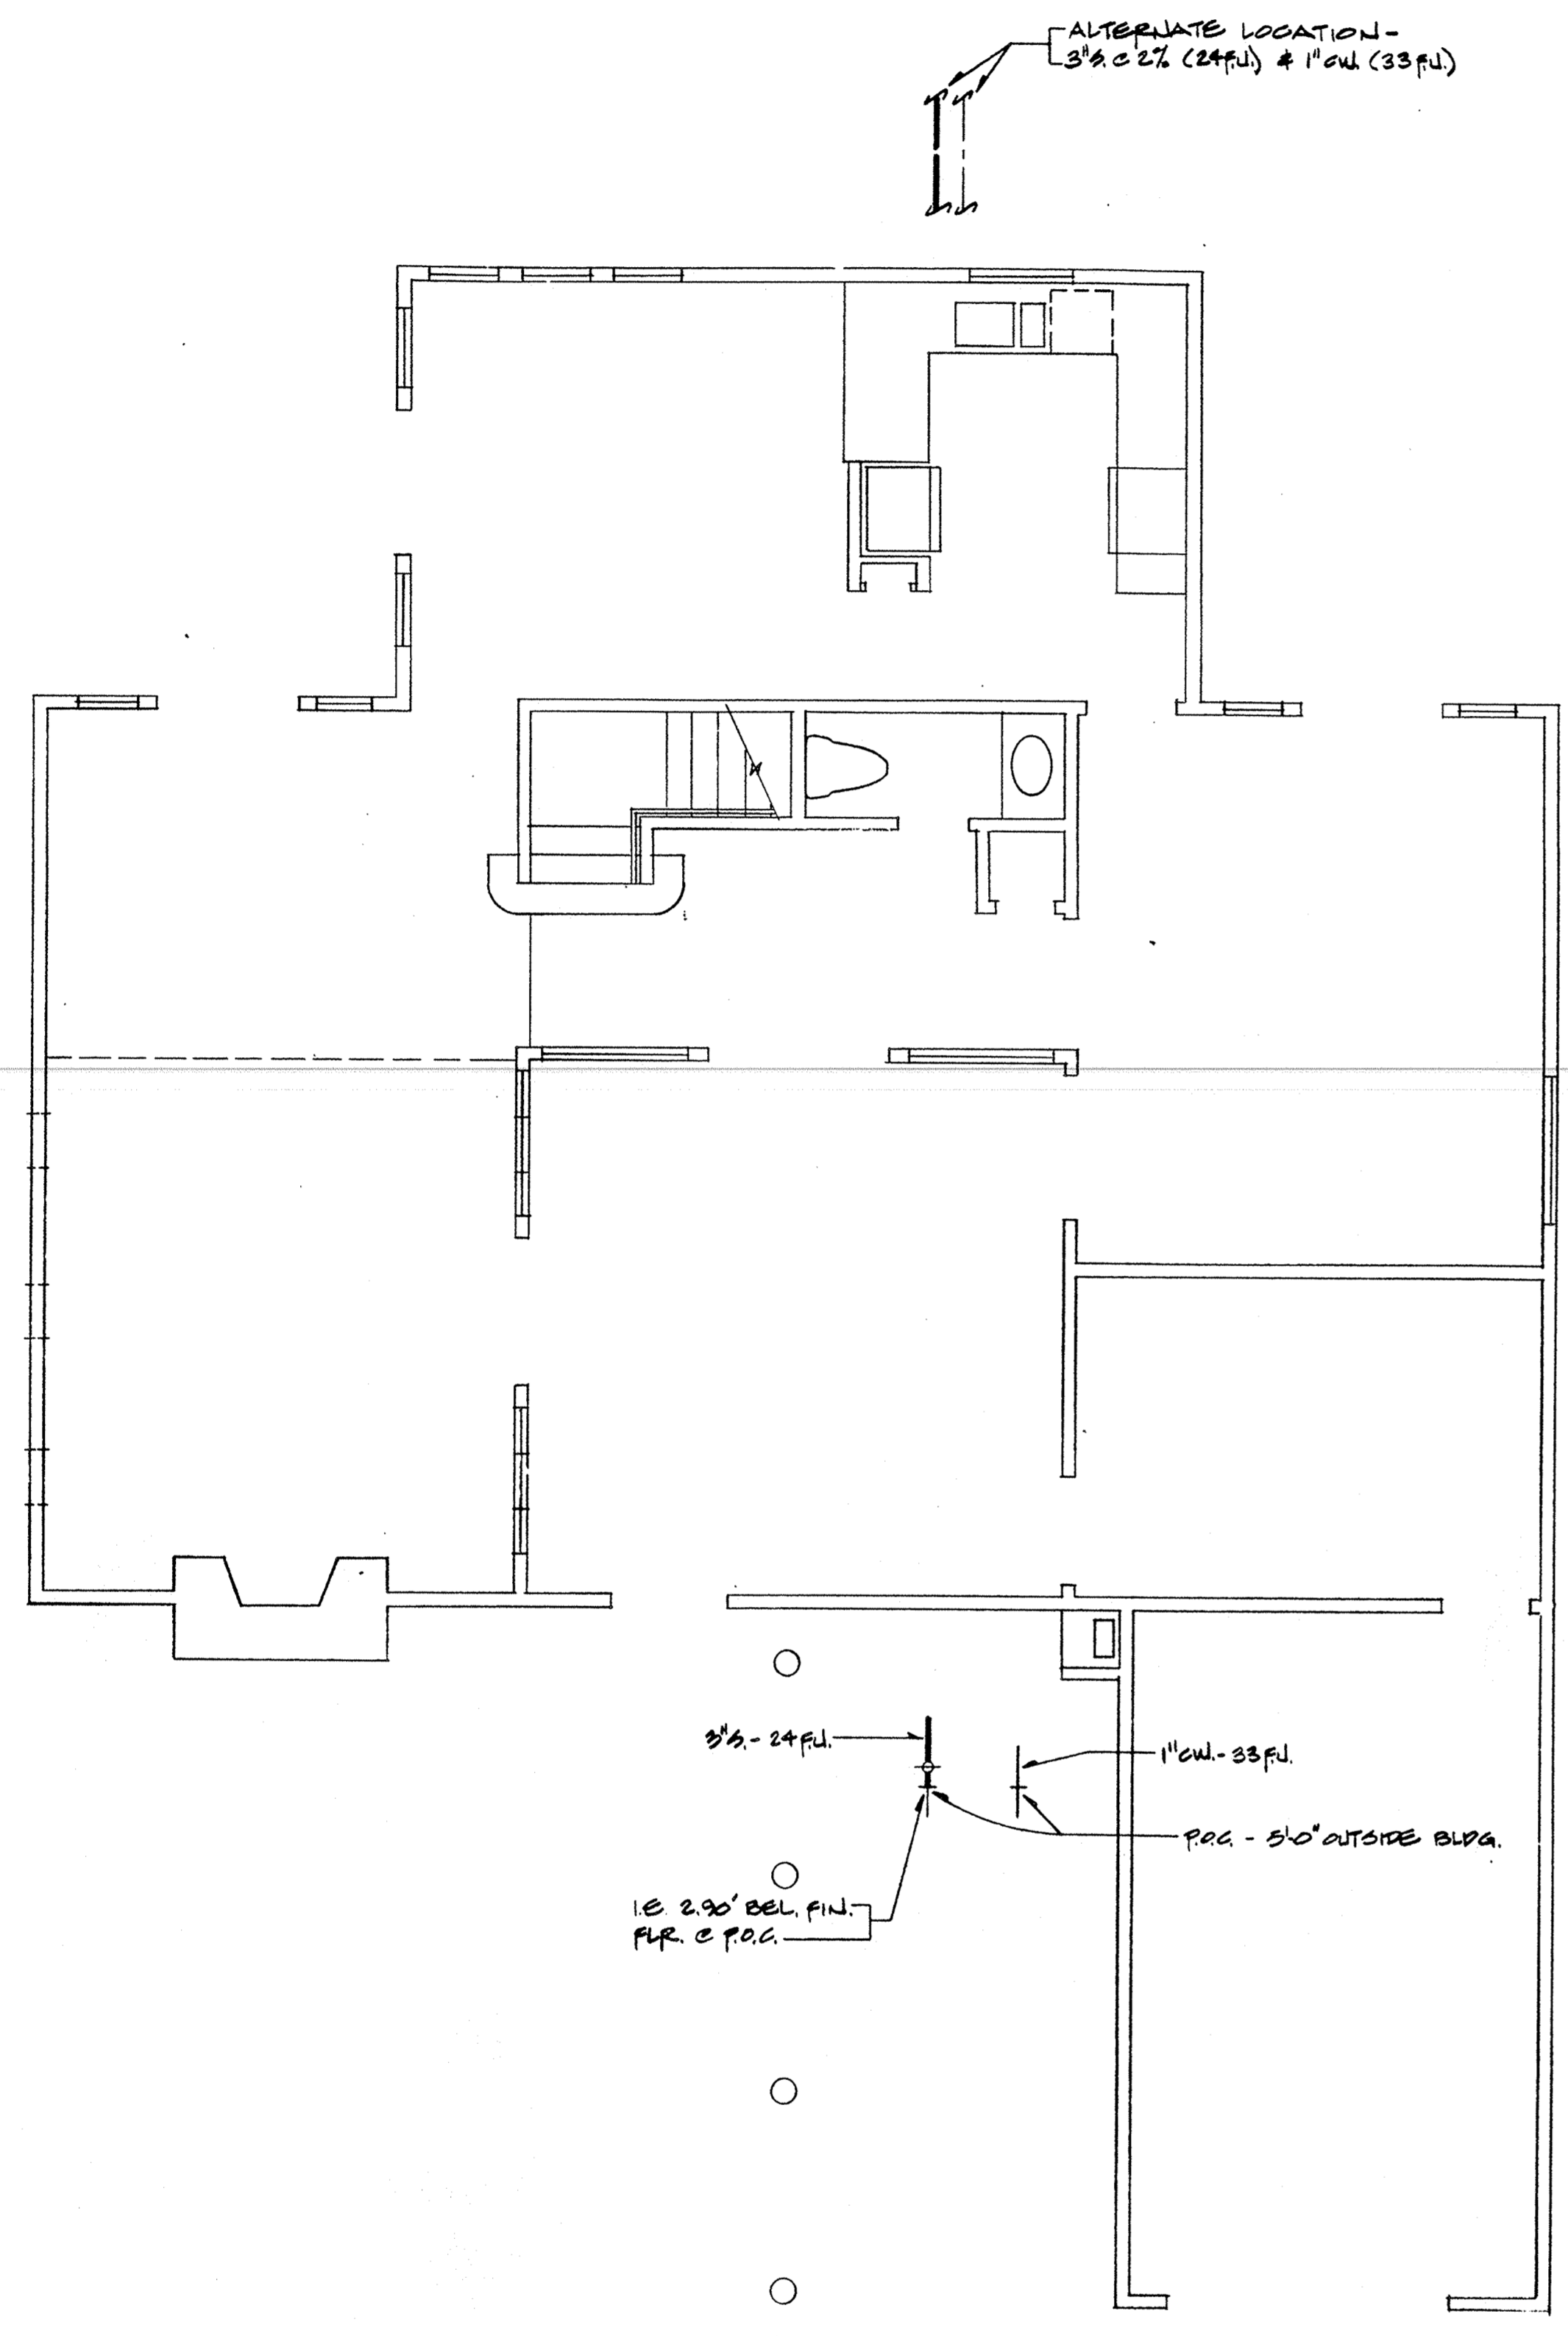 ALTERNATE LOCATION-
3"S. @ 2% (24F.U.) & 1" CW. (33 F.U.)
3"S. - 24 F.U.
1" CW. - 33 F.U.
P.O.C. - 5'-0" OUTSIDE BLDG.
I.E. 2.90' BEL. FIN.
FLR. @ P.O.C.